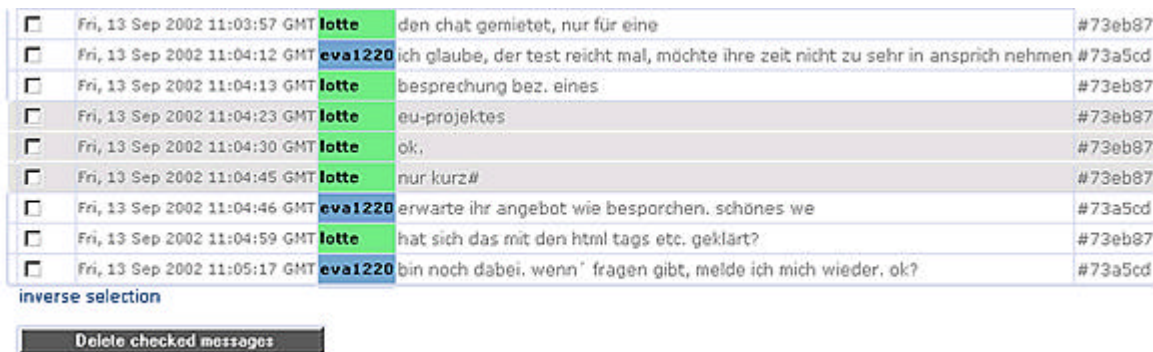 Fri, 13 Sep 2002 11:03:57 GMT lotte den chat gemietet, nur für eine #73eb87
Fri, 13 Sep 2002 11:04:12 GMT eva1220 ich glaube, der test reicht mal, möchte ihre zeit nicht zu sehr in ansprich nehmen #73a5cd
Fri, 13 Sep 2002 11:04:13 GMT lotte besprechung bez. eines #73eb87
Fri, 13 Sep 2002 11:04:23 GMT lotte eu-projektes #73eb87
Fri, 13 Sep 2002 11:04:30 GMT lotte ok. #73eb87
Fri, 13 Sep 2002 11:04:45 GMT lotte nur kurz# #73eb87
Fri, 13 Sep 2002 11:04:46 GMT eva1220 erwarte ihr angebot wie besporchen. schönes we #73a5cd
Fri, 13 Sep 2002 11:04:59 GMT lotte hat sich das mit den html tags etc. geklärt? #73eb87
Fri, 13 Sep 2002 11:05:17 GMT eva1220 bin noch dabei. wenn´ fragen gibt, melde ich mich wieder. ok? #73a5cd
inverse selection
Delete checked messages